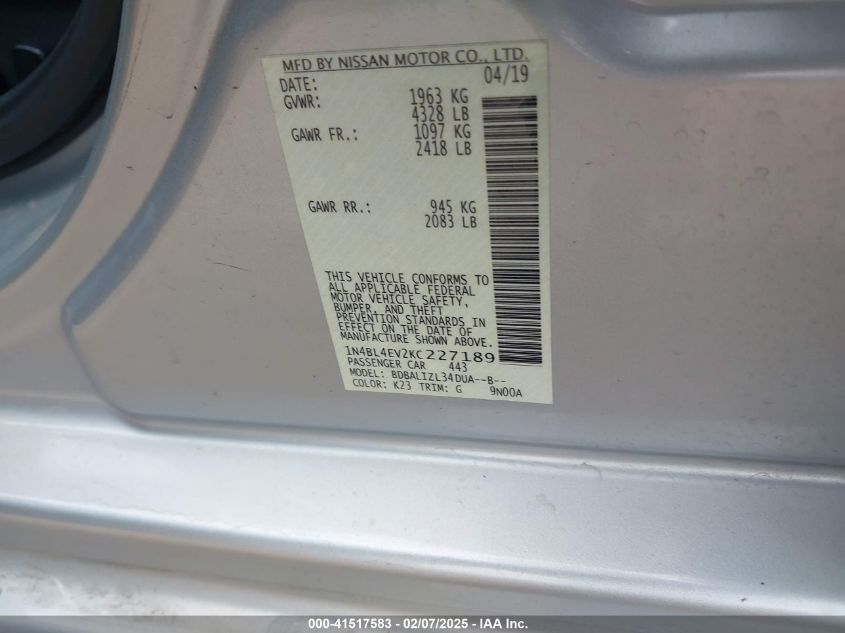 MFD BY NISSAN MOTOR CO., LTD.
DATE: 04/19
GVWR: 1963 KG
4328 LB
GAWR FR.: 1097 KG
2418 LB
GAWR RR.: 945 KG
2083 LB
THIS VEHICLE CONFORMS TO
ALL APPLICABLE FEDERAL
MOTOR VEHICLE SAFETY,
BUMPER, AND THEFT
PREVENTION STANDARDS IN
EFFECT ON THE DATE OF
MANUFACTURE SHOWN ABOVE.
1N4BL4EV2KC227189
PASSENGER CAR 443
MODEL: BDBALIZL34DUA--B--
COLOR: K23 TRIM: G 9N00A
000-41517583 - 02/07/2025 - IAA Inc.